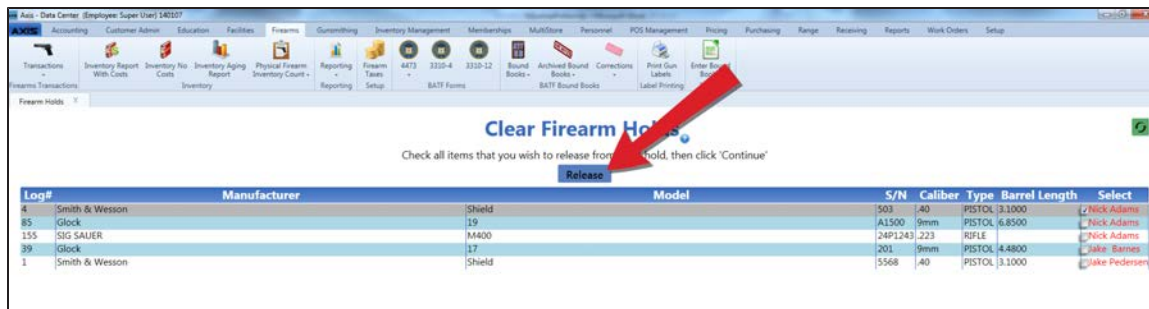 Axis - Data Center (Employee: Super User) 140107
AXIS Accounting Customer Admin Education Facilities Firearms Gunsmithing Inventory Management Memberships MultiStore Personnel POS Management Pricing Purchasing Range Receiving Reports Work Orders Setup
Transactions Inventory Report With Costs Inventory No Costs Inventory Aging Report Physical Firearm Inventory Count Reporting Firearm Taxes 4473 3310-4 3310-12 Bound Books Archived Bound Books Corrections Print Gun Labels Enter Bound
Firearms Transactions Inventory Reporting Setup BATF Forms BATF Bound Books Label Printing
Firearm Holds X
Clear Firearm Holds
Check all items that you wish to release from hold, then click 'Continue'
Release
Log# Manufacturer Model S/N Caliber Type Barrel Length Select
4 Smith & Wesson Shield 503 .40 PISTOL 3.1000 Nick Adams
85 Glock 19 A1500 9mm PISTOL 6.8500 Nick Adams
155 SIG SAUER M400 24P1243 .223 RIFLE Nick Adams
39 Glock 17 201 9mm PISTOL 4.4800 Jake Barnes
1 Smith & Wesson Shield 5568 .40 PISTOL 3.1000 Jake Pedersen